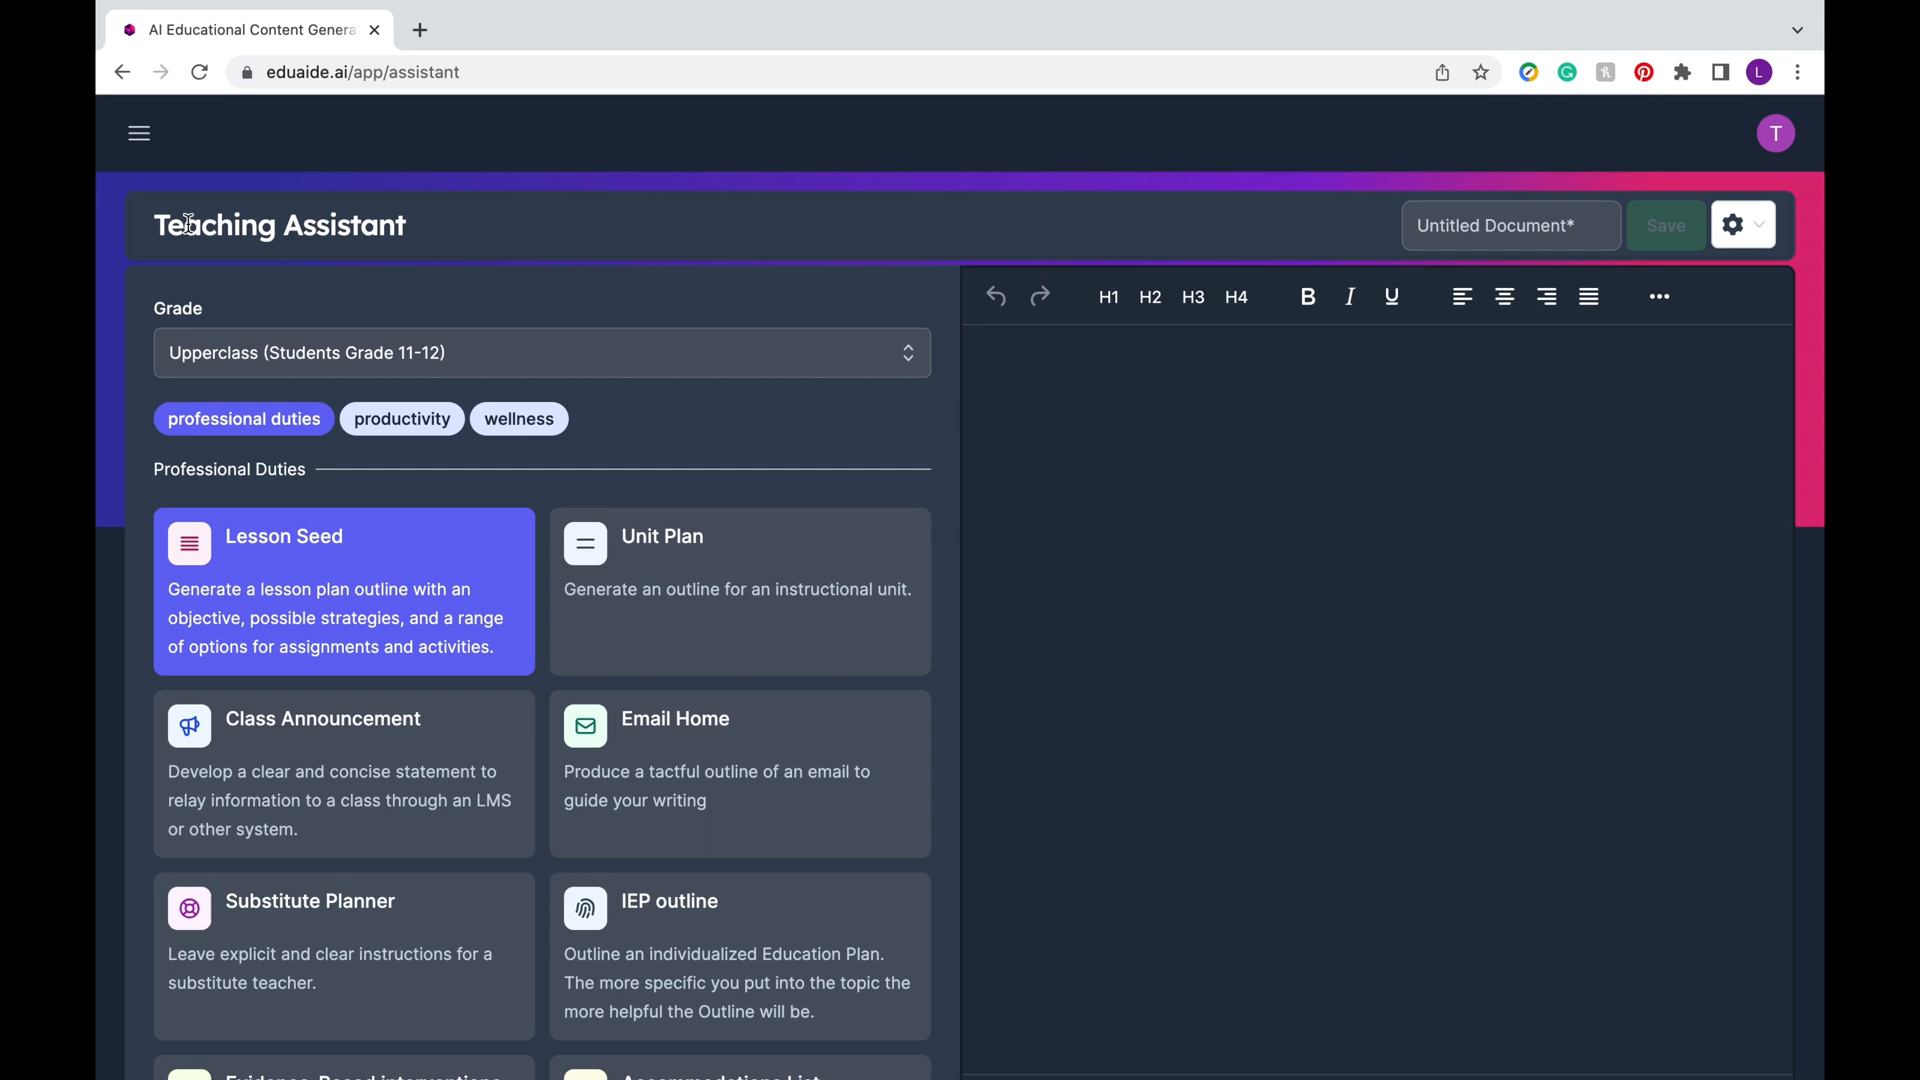 AI Educational Content Genera
eduaide.ai/app/assistant
L
T
Teaching Assistant
Untitled Document*
Save
Grade
Upperclass (Students Grade 11-12)
H1 H2 H3 H4 B I U
professional duties productivity wellness
Professional Duties
Lesson Seed
Generate a lesson plan outline with an
objective, possible strategies, and a range
of options for assignments and activities.
Unit Plan
Generate an outline for an instructional unit.
Class Announcement
Develop a clear and concise statement to
relay information to a class through an LMS
or other system.
Email Home
Produce a tactful outline of an email to
guide your writing
Substitute Planner
Leave explicit and clear instructions for a
substitute teacher.
IEP outline
Outline an individualized Education Plan.
The more specific you put into the topic the
more helpful the Outline will be.
Evidence-Based interventions
Accommodations List